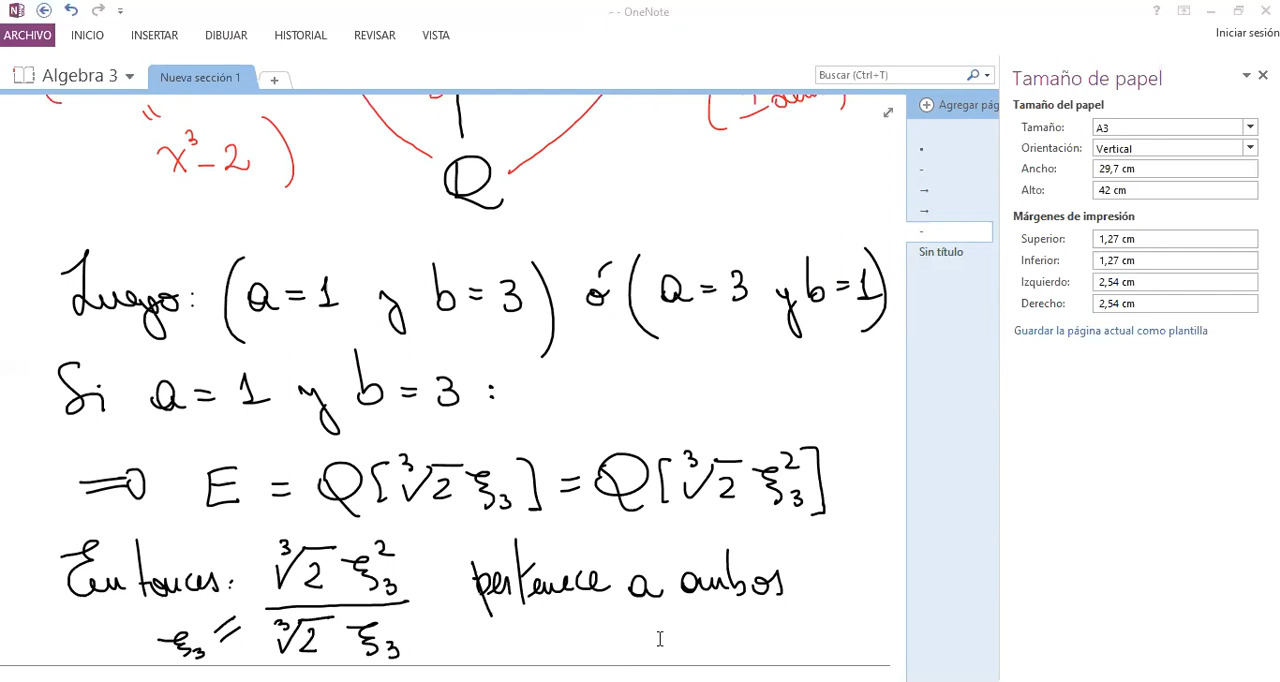 - - OneNote
ARCHIVO INICIO INSERTAR DIBUJAR HISTORIAL REVISAR VISTA
Iniciar sesión
Algebra 3
Nueva sección 1
Buscar (Ctrl+T)
Agregar pág
-
→
→
-
Sin título
Tamaño de papel
Tamaño del papel
Tamaño: A3
Orientación: Vertical
Ancho: 29,7 cm
Alto: 42 cm
Márgenes de impresión
Superior: 1,27 cm
Inferior: 1,27 cm
Izquierdo: 2,54 cm
Derecho: 2,54 cm
Guardar la página actual como plantilla
x³ - 2 )
Q
Luego: (a = 1 y b = 3) ó (a = 3 y b = 1)
Si a = 1 y b = 3 :
⟹ E = Q[∛2 ξ₃] = Q[∛2 ξ₃²]
Entonces: ∛2 ξ₃² pertenece a ambos
ξ₃ = ∛2 ξ₃